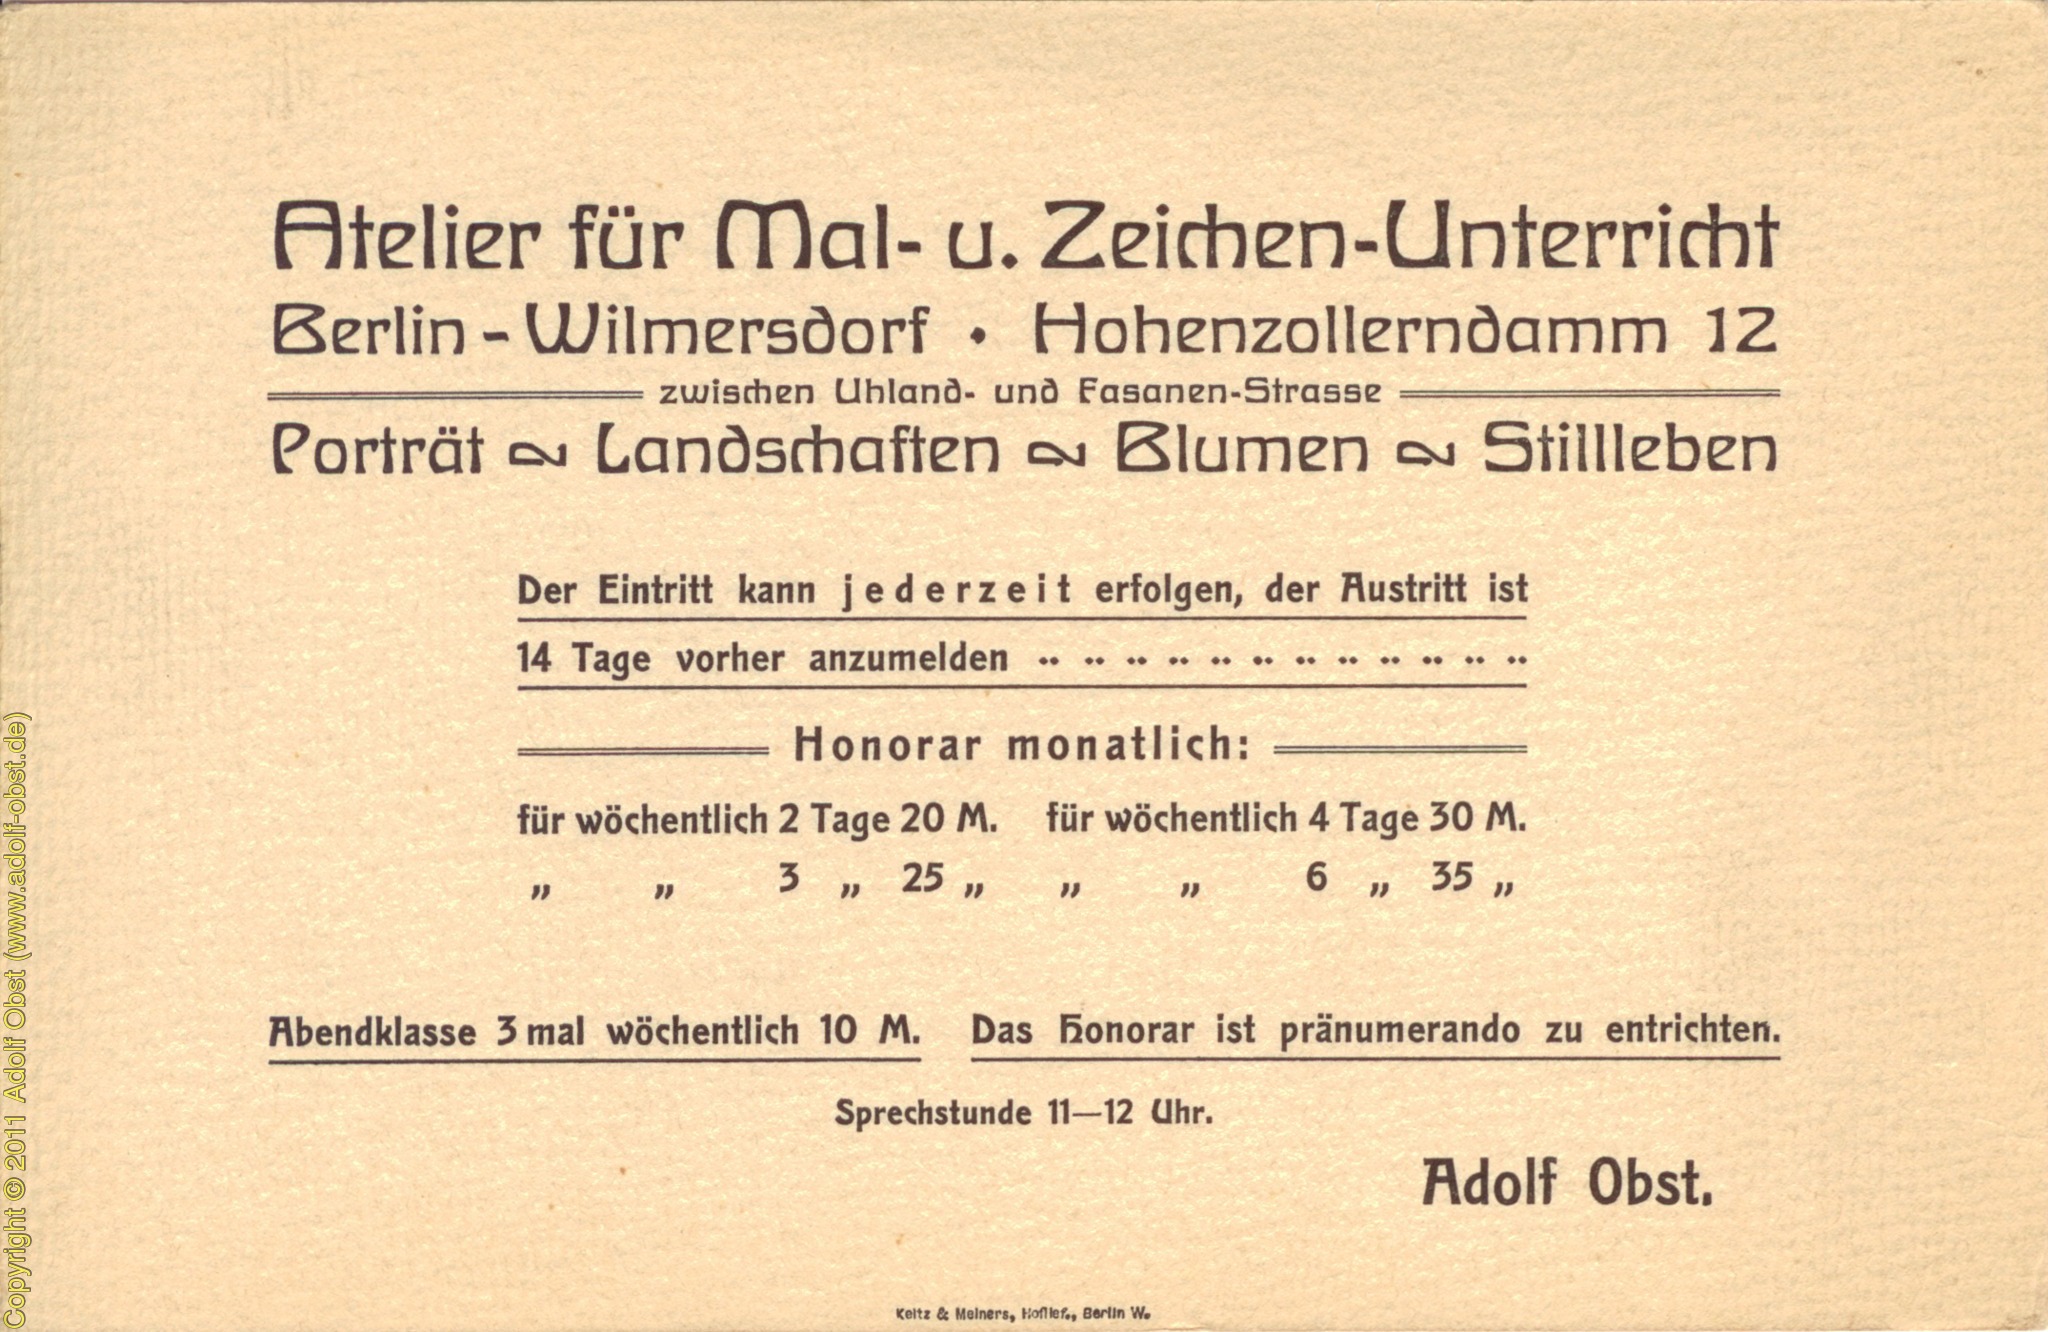 Atelier für Mal- u. Zeichen-Unterricht
Berlin-Wilmersdorf • Hohenzollerndamm 12
zwischen Uhland- und Fasanen-Strasse
Porträt ~ Landschaften ~ Blumen ~ Stillleben
Der Eintritt kann jederzeit erfolgen, der Austritt ist
14 Tage vorher anzumelden .. .. .. .. .. .. .. .. .. .. .. ..
Honorar monatlich:
für wöchentlich 2 Tage 20 M. für wöchentlich 4 Tage 30 M.
„ „ 3 „ 25 „ „ „ 6 „ 35 „
Abendklasse 3 mal wöchentlich 10 M. Das Honorar ist pränumerando zu entrichten.
Sprechstunde 11—12 Uhr.
Adolf Obst.
Keitz & Meiners, Hoflief., Berlin W.
Copyright © 2011 Adolf Obst (www.adolf-obst.de)